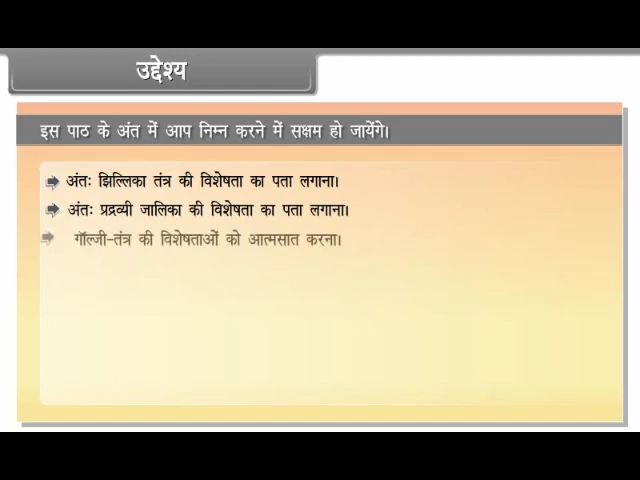 उद्देश्य
इस पाठ के अंत में आप निम्न करने में सक्षम हो जायेंगे।
अंतः झिल्लिका तंत्र की विशेषता का पता लगाना।
अंतः प्रद्रव्यी जालिका की विशेषता का पता लगाना।
गॉल्जी-तंत्र की विशेषताओं को आत्मसात करना।